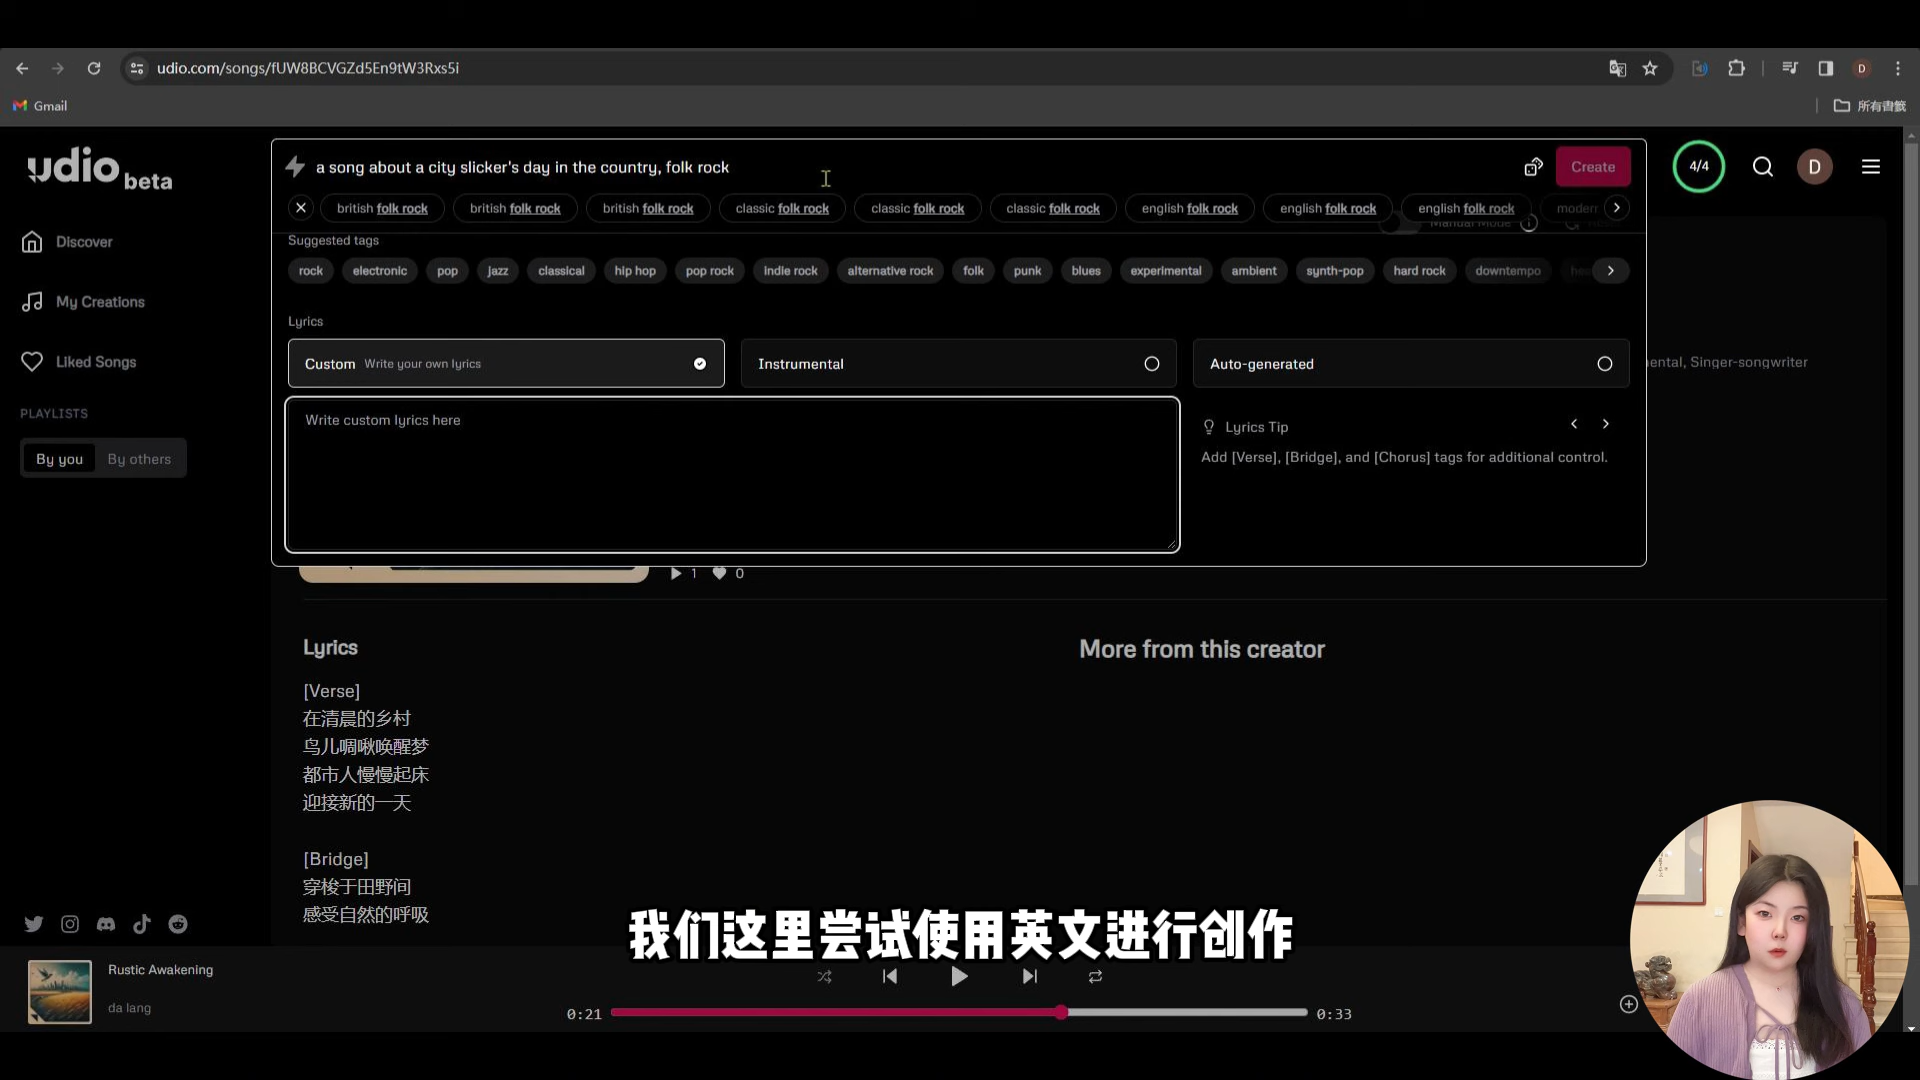 udio.com/songs/fUW8BCVGZd5En9tW3Rxs5i
Gmail
所有書籤
udio beta
a song about a city slicker's day in the country, folk rock
Create
4/4
D
british folk rock
british folk rock
british folk rock
classic folk rock
classic folk rock
classic folk rock
english folk rock
english folk rock
english folk rock
modern
Manual Mode
Suggested tags
rock
electronic
pop
jazz
classical
hip hop
pop rock
indie rock
alternative rock
folk
punk
blues
experimental
ambient
synth-pop
hard rock
downtempo
Discover
My Creations
Liked Songs
PLAYLISTS
By you
By others
Lyrics
Custom Write your own lyrics
Instrumental
Auto-generated
Singer-songwriter
Write custom lyrics here
Lyrics Tip
Add [Verse], [Bridge], and [Chorus] tags for additional control.
1
0
Lyrics
More from this creator
[Verse]
在清晨的乡村
鸟儿啁啾唤醒梦
都市人慢慢起床
迎接新的一天
[Bridge]
穿梭于田野间
感受自然的呼吸
我们这里尝试使用英文进行创作
Rustic Awakening
da lang
0:21
0:33